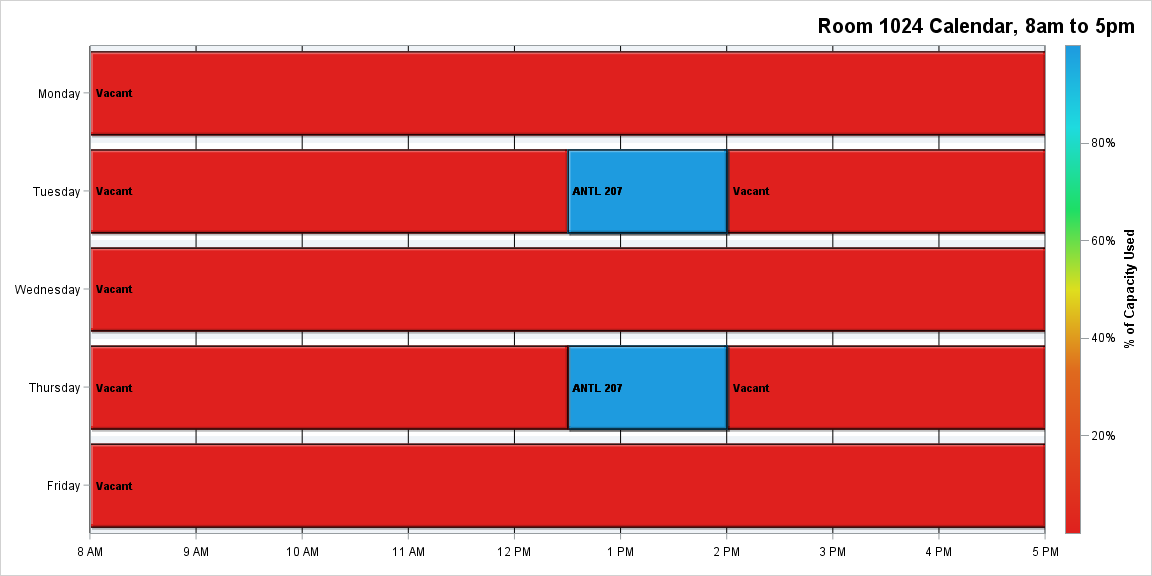 Room 1024 Calendar, 8am to 5pm
Monday
Vacant
Tuesday
Vacant
ANTL 207
Vacant
Wednesday
Vacant
Thursday
Vacant
ANTL 207
Vacant
Friday
Vacant
8 AM
9 AM
10 AM
11 AM
12 PM
1 PM
2 PM
3 PM
4 PM
5 PM
80%
60%
40%
20%
% of Capacity Used